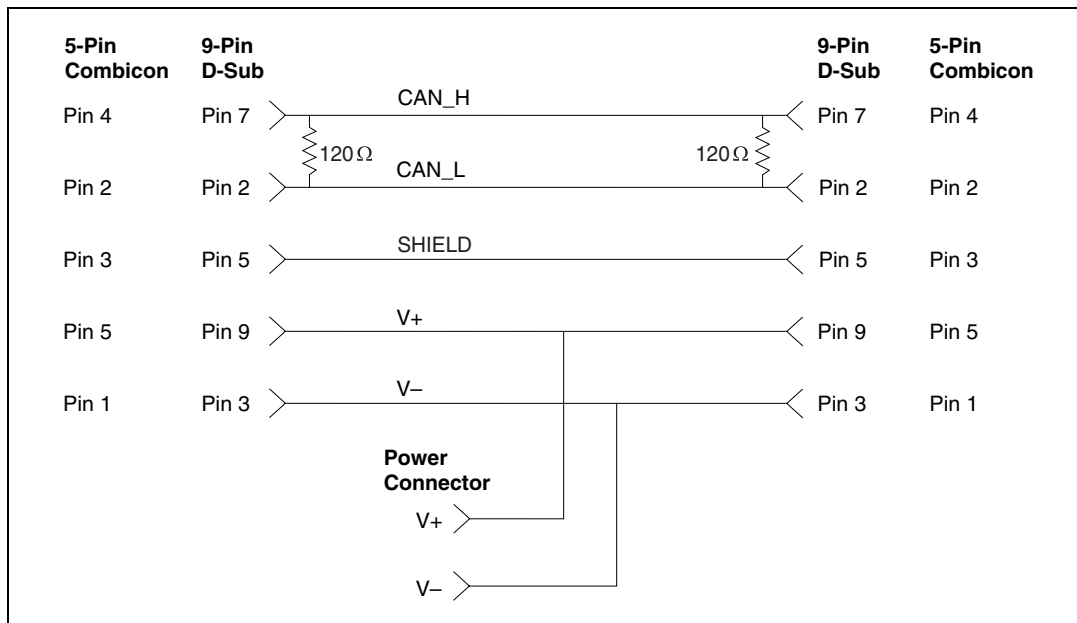 5-Pin Combicon 9-Pin D-Sub 9-Pin D-Sub 5-Pin Combicon
CAN_H
Pin 4 Pin 7 Pin 7 Pin 4
120 Ω 120 Ω
CAN_L
Pin 2 Pin 2 Pin 2 Pin 2
SHIELD
Pin 3 Pin 5 Pin 5 Pin 3
V+
Pin 5 Pin 9 Pin 9 Pin 5
V–
Pin 1 Pin 3 Pin 3 Pin 1
Power
Connector
V+
V–